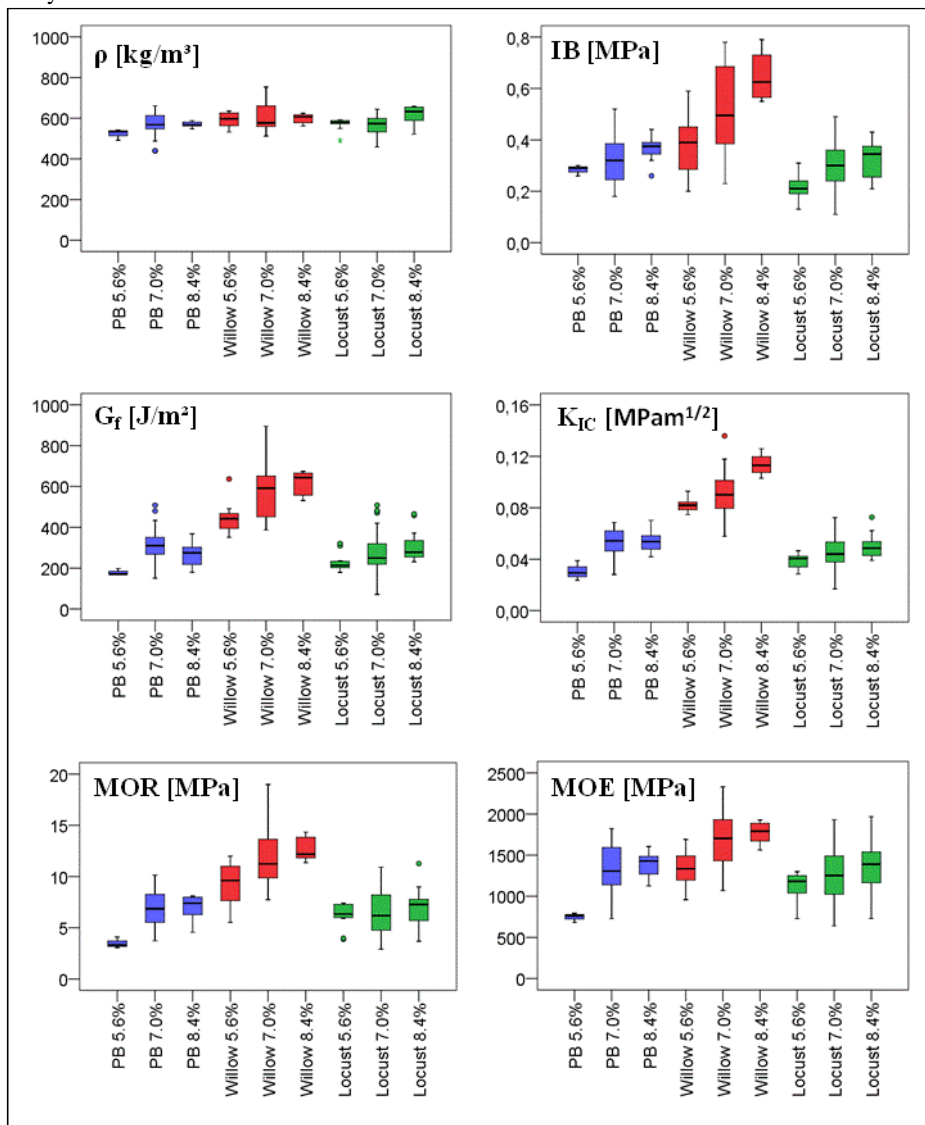 ρ [kg/m³]
1000
800
600
400
200
0
PB 5.6%
PB 7.0%
PB 8.4%
Willow 5.6%
Willow 7.0%
Willow 8.4%
Locust 5.6%
Locust 7.0%
Locust 8.4%
IB [MPa]
0,8
0,6
0,4
0,2
0,0
PB 5.6%
PB 7.0%
PB 8.4%
Willow 5.6%
Willow 7.0%
Willow 8.4%
Locust 5.6%
Locust 7.0%
Locust 8.4%
Gf [J/m²]
1000
800
600
400
200
0
PB 5.6%
PB 7.0%
PB 8.4%
Willow 5.6%
Willow 7.0%
Willow 8.4%
Locust 5.6%
Locust 7.0%
Locust 8.4%
KIC [MPam1/2]
0,16
0,12
0,08
0,04
0,00
PB 5.6%
PB 7.0%
PB 8.4%
Willow 5.6%
Willow 7.0%
Willow 8.4%
Locust 5.6%
Locust 7.0%
Locust 8.4%
MOR [MPa]
20
15
10
5
0
PB 5.6%
PB 7.0%
PB 8.4%
Willow 5.6%
Willow 7.0%
Willow 8.4%
Locust 5.6%
Locust 7.0%
Locust 8.4%
MOE [MPa]
2500
2000
1500
1000
500
0
PB 5.6%
PB 7.0%
PB 8.4%
Willow 5.6%
Willow 7.0%
Willow 8.4%
Locust 5.6%
Locust 7.0%
Locust 8.4%